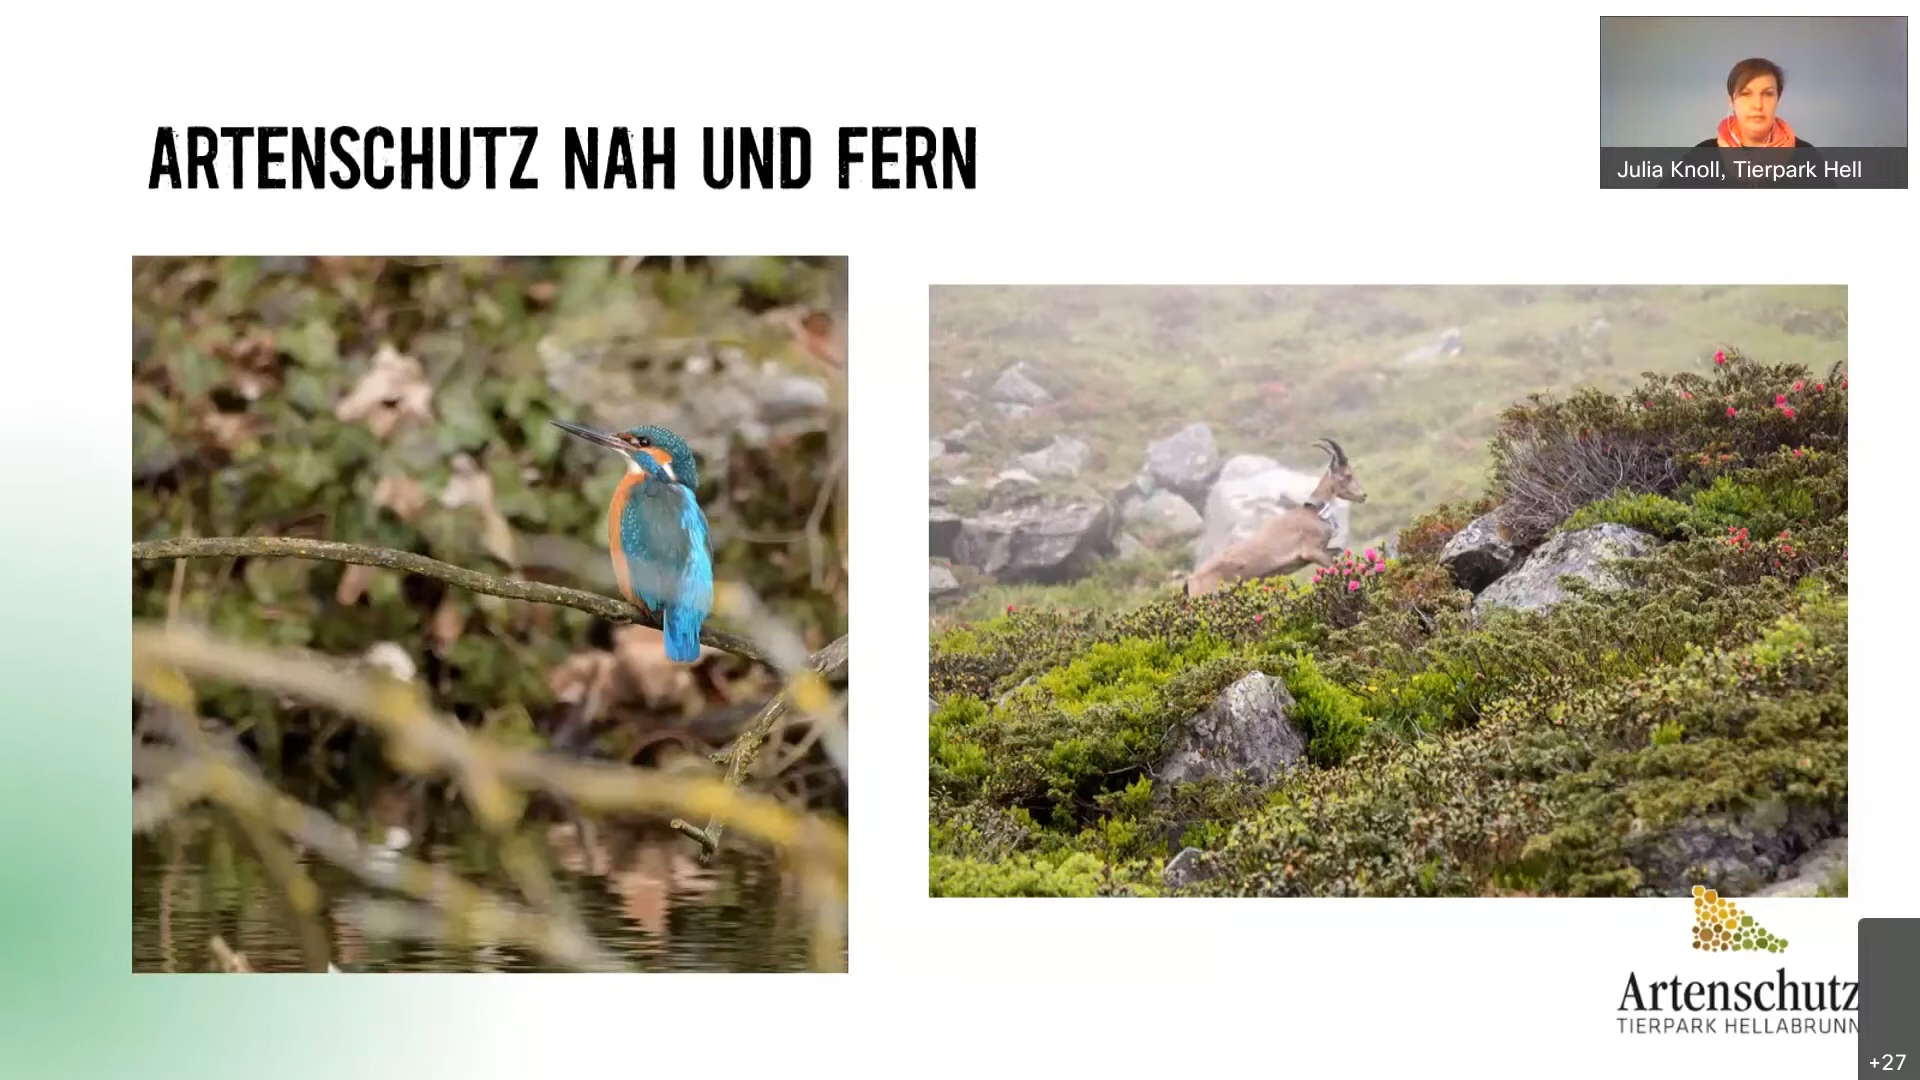 ARTENSCHUTZ NAH UND FERN
Julia Knoll, Tierpark Hell
Artenschutz
TIERPARK HELLABRUNN
+27